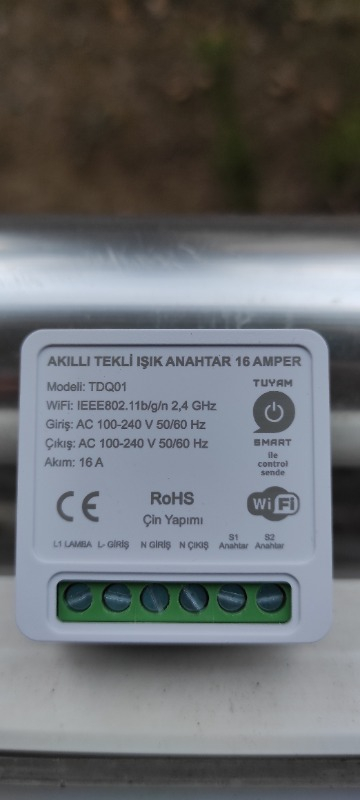 AKILLI TEKLİ IŞIK ANAHTAR 16 AMPER
Modeli: TDQ01
WiFi: IEEE802.11b/g/n 2,4 GHz
Giriş: AC 100-240 V 50/60 Hz
Çıkış: AC 100-240 V 50/60 Hz
Akım: 16 A
TUYAM
SMART
ile
control
sende
CE
RoHS
Çin Yapımı
WiFi
L1 LAMBA L- GİRİŞ N GİRİŞ N ÇIKIŞ S1 Anahtar S2 Anahtar